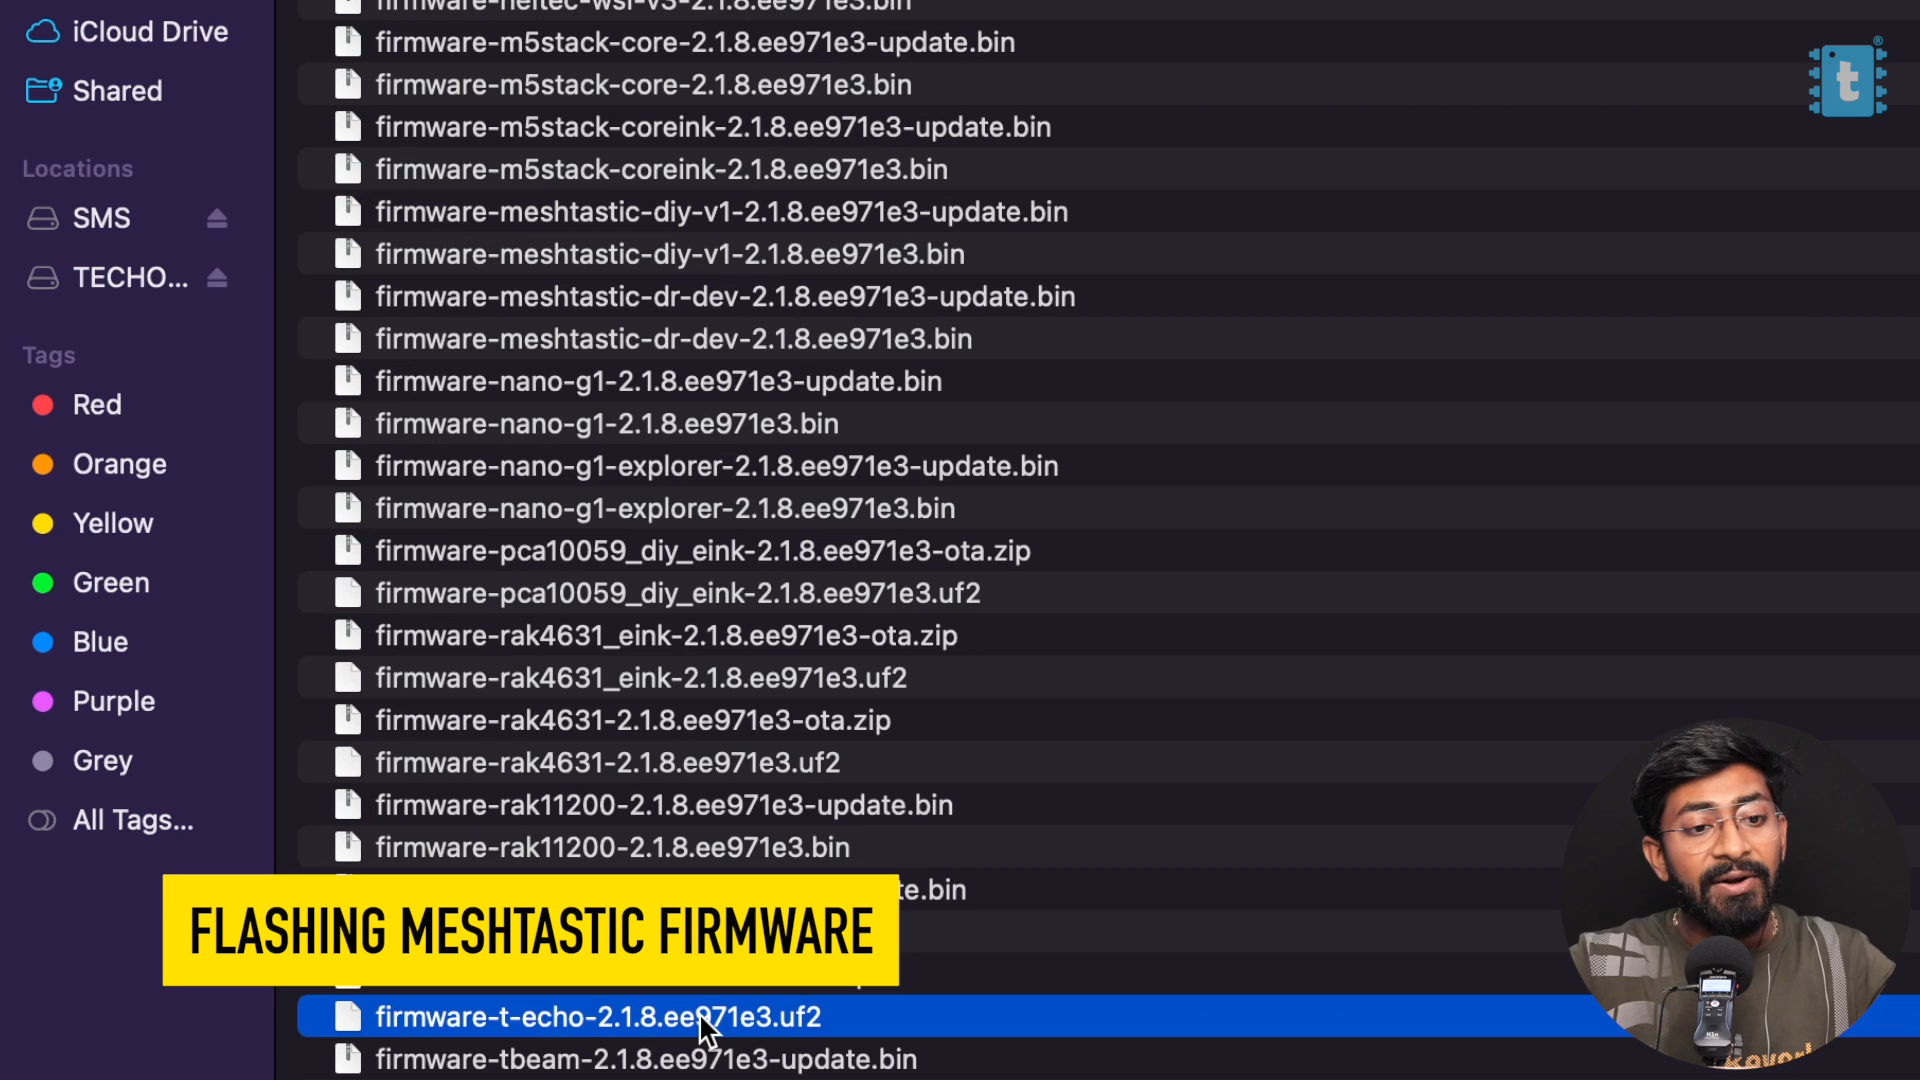 iCloud Drive
Shared
Locations
SMS
TECHO...
Tags
Red
Orange
Yellow
Green
Blue
Purple
Grey
All Tags...
firmware-heltec-wsl-v3-2.1.8.ee971e3.bin
firmware-m5stack-core-2.1.8.ee971e3-update.bin
firmware-m5stack-core-2.1.8.ee971e3.bin
firmware-m5stack-coreink-2.1.8.ee971e3-update.bin
firmware-m5stack-coreink-2.1.8.ee971e3.bin
firmware-meshtastic-diy-v1-2.1.8.ee971e3-update.bin
firmware-meshtastic-diy-v1-2.1.8.ee971e3.bin
firmware-meshtastic-dr-dev-2.1.8.ee971e3-update.bin
firmware-meshtastic-dr-dev-2.1.8.ee971e3.bin
firmware-nano-g1-2.1.8.ee971e3-update.bin
firmware-nano-g1-2.1.8.ee971e3.bin
firmware-nano-g1-explorer-2.1.8.ee971e3-update.bin
firmware-nano-g1-explorer-2.1.8.ee971e3.bin
firmware-pca10059_diy_eink-2.1.8.ee971e3-ota.zip
firmware-pca10059_diy_eink-2.1.8.ee971e3.uf2
firmware-rak4631_eink-2.1.8.ee971e3-ota.zip
firmware-rak4631_eink-2.1.8.ee971e3.uf2
firmware-rak4631-2.1.8.ee971e3-ota.zip
firmware-rak4631-2.1.8.ee971e3.uf2
firmware-rak11200-2.1.8.ee971e3-update.bin
firmware-rak11200-2.1.8.ee971e3.bin
te.bin
FLASHING MESHTASTIC FIRMWARE
firmware-t-echo-2.1.8.ee971e3.uf2
firmware-tbeam-2.1.8.ee971e3-update.bin
t
®